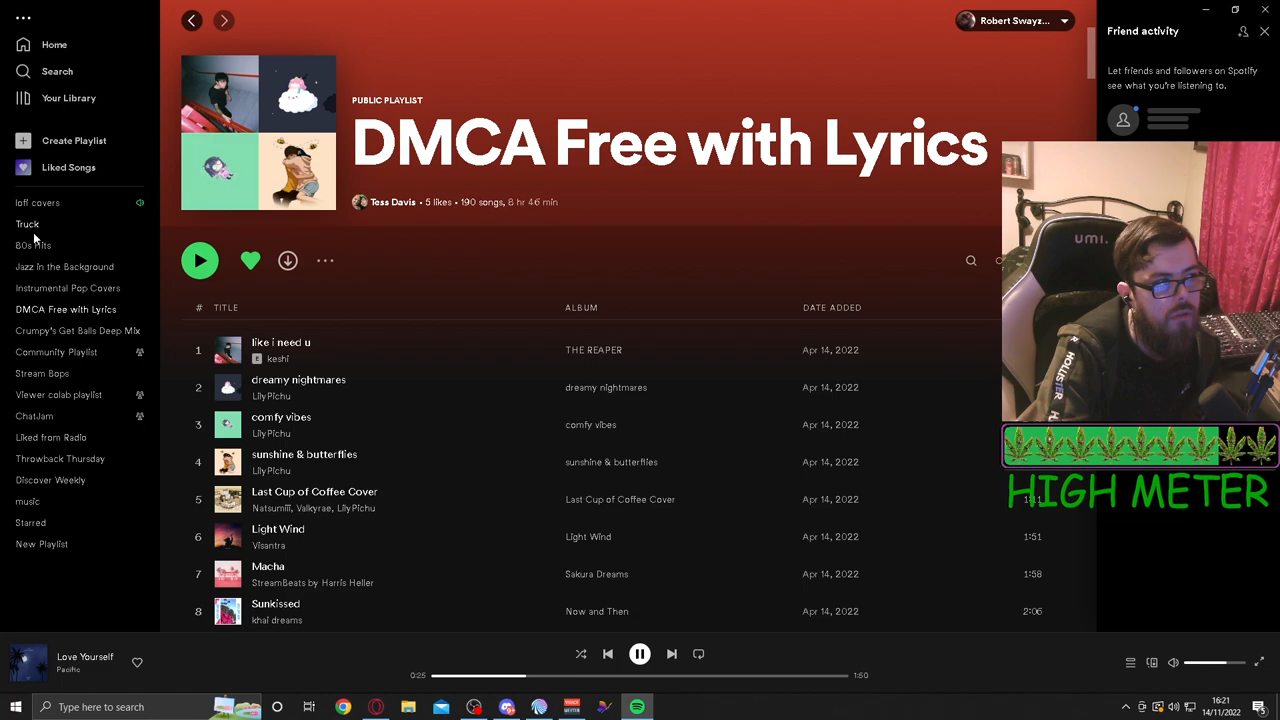 Home
Search
Your Library
Create Playlist
Liked Songs
lofi covers
Truck
80s Hits
Jazz in the Background
Instrumental Pop Covers
DMCA Free with Lyrics
Crumpy's Get Balls Deep Mix
Community Playlist
Stream Bops
Viewer colab playlist
ChatJam
Liked from Radio
Throwback Thursday
Discover Weekly
music
Starred
New Playlist
Robert Swayz...
PUBLIC PLAYLIST
DMCA Free with Lyrics
Tess Davis • 5 likes • 190 songs, 8 hr 46 min
# TITLE ALBUM DATE ADDED
1 like i need u THE REAPER Apr 14, 2022
E keshi
2 dreamy nightmares dreamy nightmares Apr 14, 2022
LilyPichu
3 comfy vibes comfy vibes Apr 14, 2022
LilyPichu
4 sunshine & butterflies sunshine & butterflies Apr 14, 2022
LilyPichu
5 Last Cup of Coffee Cover Last Cup of Coffee Cover Apr 14, 2022 1:11
Natsumiii, Valkyrae, LilyPichu
6 Light Wind Light Wind Apr 14, 2022 1:51
Visantra
7 Macha Sakura Dreams Apr 14, 2022 1:58
StreamBeats by Harris Heller
8 Sunkissed Now and Then Apr 14, 2022 2:06
khai dreams
Friend activity
Let friends and followers on Spotify
see what you're listening to.
umi.
HOLLISTER
HIGH METER
Love Yourself
Pacific
0:25
1:50
Type here to search
16:21
14/11/2022